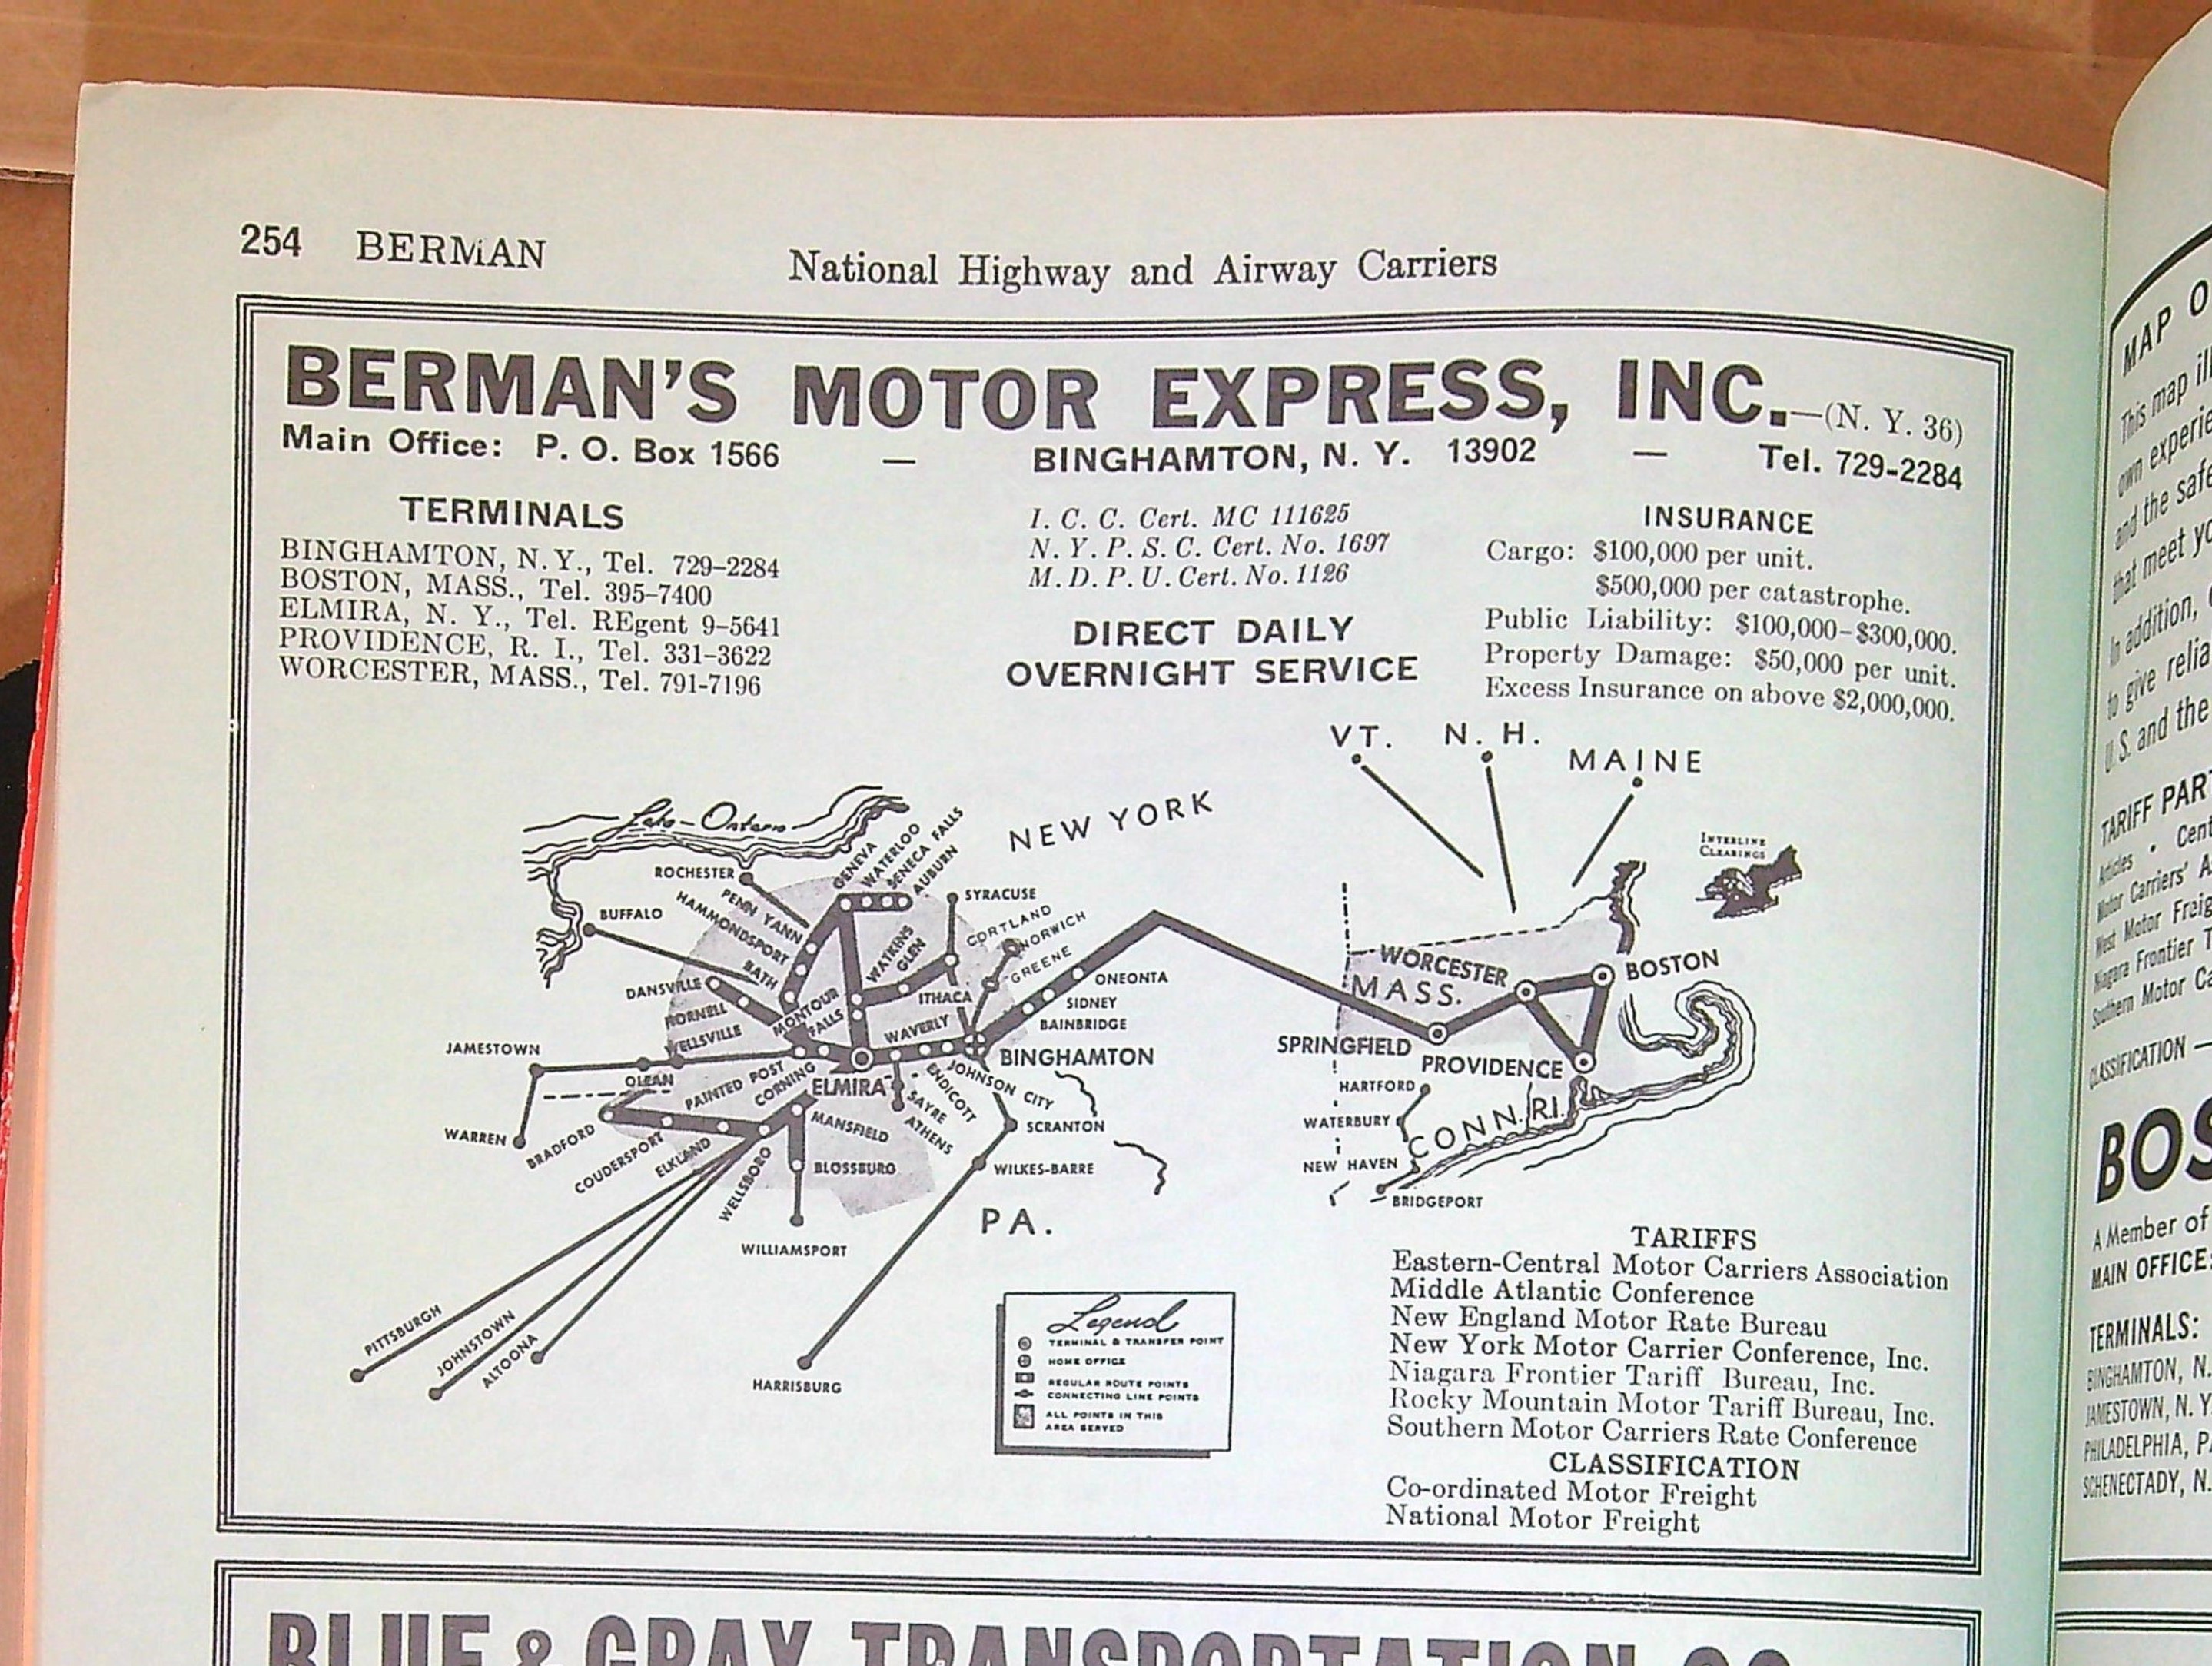 254 BERMAN
National Highway and Airway Carriers
BERMAN'S MOTOR EXPRESS, INC.—(N. Y. 36)
Main Office: P. O. Box 1566 — BINGHAMTON, N. Y. 13902 — Tel. 729-2284
TERMINALS
BINGHAMTON, N. Y., Tel. 729-2284
BOSTON, MASS., Tel. 395-7400
ELMIRA, N. Y., Tel. REgent 9-5641
PROVIDENCE, R. I., Tel. 331-3622
WORCESTER, MASS., Tel. 791-7196
I. C. C. Cert. MC 111625
N. Y. P. S. C. Cert. No. 1697
M. D. P. U. Cert. No. 1126
DIRECT DAILY
OVERNIGHT SERVICE
INSURANCE
Cargo: $100,000 per unit.
$500,000 per catastrophe.
Public Liability: $100,000-$300,000.
Property Damage: $50,000 per unit.
Excess Insurance on above $2,000,000.
VT. N. H. MAINE
Lake Ontario
NEW YORK
INTERLINE
CLEARINGS
ROCHESTER
GENEVA
WATERLOO
SENECA FALLS
AUBURN
SYRACUSE
PENN YANN
HAMMONDSPORT
BATH
BUFFALO
WATKINS
GLEN
CORTLAND
NORWICH
GREENE
DANSVILLE
HORNELL
WELLSVILLE
MONTOUR
FALLS
ITHACA
WAVERLY
ONEONTA
SIDNEY
BAINBRIDGE
BINGHAMTON
JAMESTOWN
OLEAN
PAINTED POST
CORNING
ELMIRA
JOHNSON CITY
ENDICOTT
SAYRE
ATHENS
WARREN
BRADFORD
COUDERSPORT
ELKLAND
WELLSBORO
MANSFIELD
BLOSSBURG
SCRANTON
WILKES-BARRE
WILLIAMSPORT
PA.
PITTSBURGH
JOHNSTOWN
ALTOONA
HARRISBURG
WORCESTER
BOSTON
MASS.
SPRINGFIELD
PROVIDENCE
HARTFORD
WATERBURY
CONN.
R.I.
NEW HAVEN
BRIDGEPORT
Legend
TERMINAL & TRANSFER POINT
HOME OFFICE
REGULAR ROUTE POINTS
CONNECTING LINE POINTS
ALL POINTS IN THIS
AREA SERVED
TARIFFS
Eastern-Central Motor Carriers Association
Middle Atlantic Conference
New England Motor Rate Bureau
New York Motor Carrier Conference, Inc.
Niagara Frontier Tariff Bureau, Inc.
Rocky Mountain Motor Tariff Bureau, Inc.
Southern Motor Carriers Rate Conference
CLASSIFICATION
Co-ordinated Motor Freight
National Motor Freight
BLUE & GRAY TRANSPORTATION CO
MAP O
This map ill
own experie
and the safe
that meet yo
In addition,
to give relia
U. S. and the
TARIFF PAR
Articles • Cent
Motor Carriers' A
West Motor Freig
Niagara Frontier T
Southern Motor Ca
CLASSIFICATION —
BOS
A Member of
MAIN OFFICE:
TERMINALS:
BINGHAMTON, N.
JAMESTOWN, N. Y
PHILADELPHIA, P
SCHENECTADY, N.